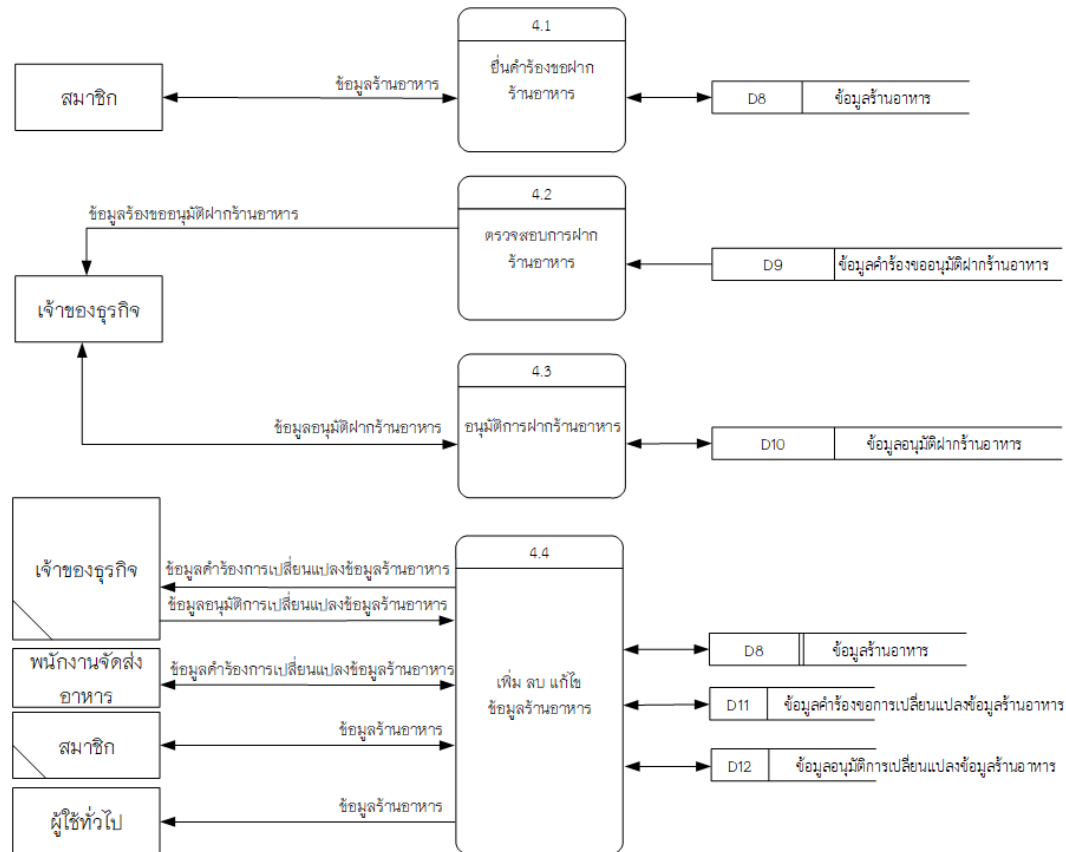 4.1
ยื่นคำร้องขอฝาก
ร้านอาหาร
สมาชิก
ข้อมูลร้านอาหาร
D8
ข้อมูลร้านอาหาร
4.2
ตรวจสอบการฝาก
ร้านอาหาร
ข้อมูลร้องขออนุมัติฝากร้านอาหาร
D9
ข้อมูลคำร้องขออนุมัติฝากร้านอาหาร
เจ้าของธุรกิจ
4.3
อนุมัติการฝากร้านอาหาร
ข้อมูลอนุมัติฝากร้านอาหาร
D10
ข้อมูลอนุมัติฝากร้านอาหาร
4.4
เพิ่ม ลบ แก้ไข
ข้อมูลร้านอาหาร
เจ้าของธุรกิจ
ข้อมูลคำร้องการเปลี่ยนแปลงข้อมูลร้านอาหาร
ข้อมูลอนุมัติการเปลี่ยนแปลงข้อมูลร้านอาหาร
พนักงานจัดส่ง
อาหาร
ข้อมูลคำร้องการเปลี่ยนแปลงข้อมูลร้านอาหาร
สมาชิก
ข้อมูลร้านอาหาร
ผู้ใช้ทั่วไป
ข้อมูลร้านอาหาร
D8
ข้อมูลร้านอาหาร
D11
ข้อมูลคำร้องขอการเปลี่ยนแปลงข้อมูลร้านอาหาร
D12
ข้อมูลอนุมัติการเปลี่ยนแปลงข้อมูลร้านอาหาร